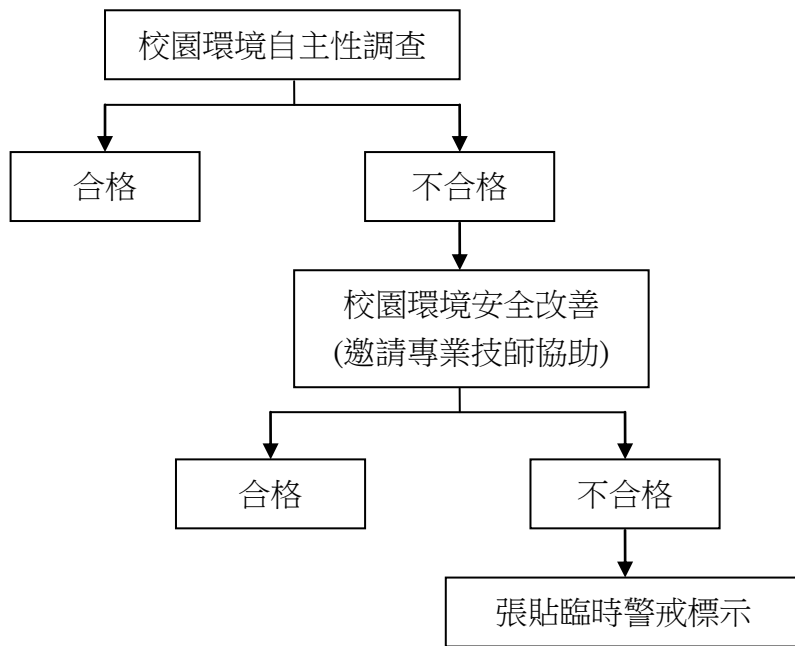 校園環境自主性調查
合格
不合格
校園環境安全改善
(邀請專業技師協助)
合格
不合格
張貼臨時警戒標示